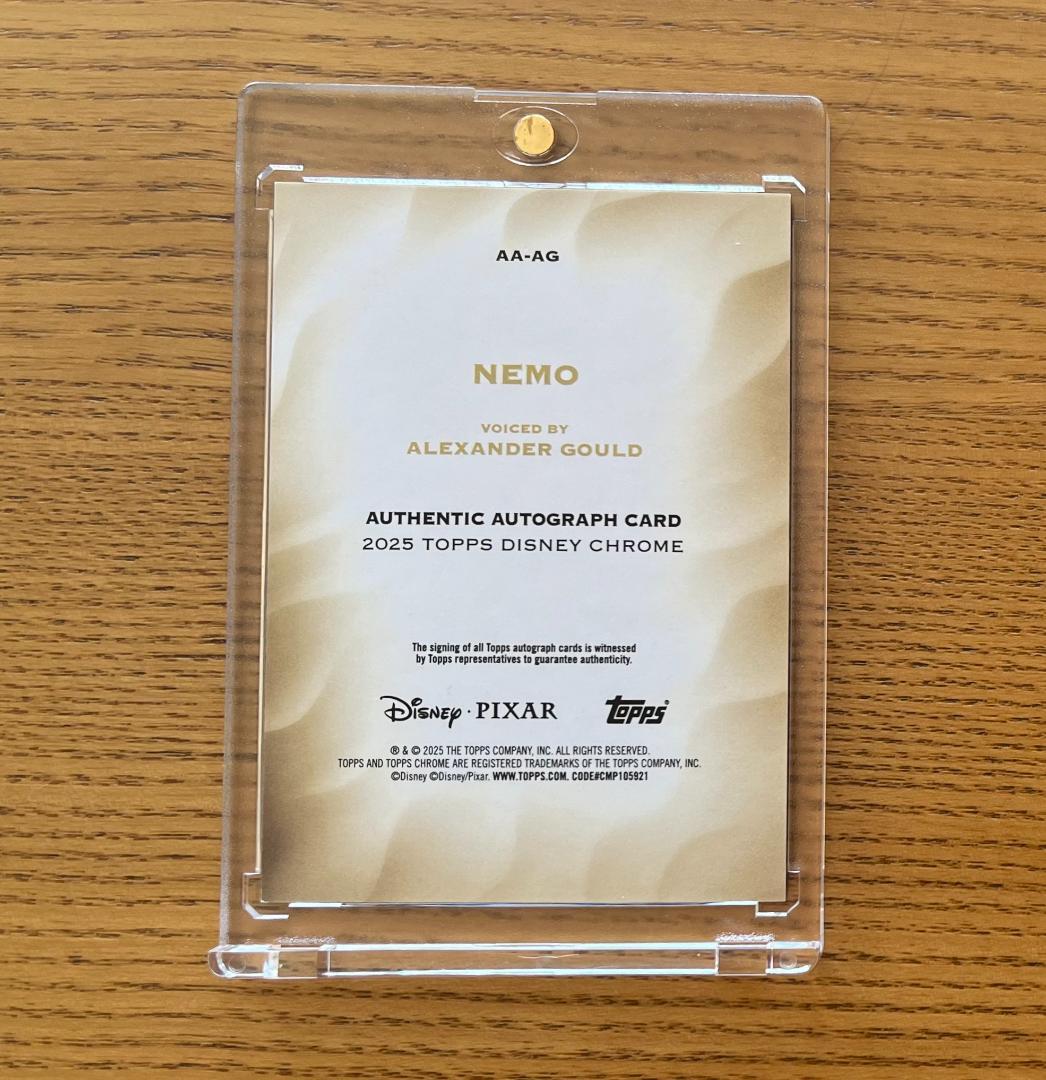 AA-AG
NEMO
VOICED BY
ALEXANDER GOULD
AUTHENTIC AUTOGRAPH CARD
2025 TOPPS DISNEY CHROME
The signing of all Topps autograph cards is witnessed
by Topps representatives to guarantee authenticity.
Disney · PIXAR topps®
® & © 2025 THE TOPPS COMPANY, INC. ALL RIGHTS RESERVED.
TOPPS AND TOPPS CHROME ARE REGISTERED TRADEMARKS OF THE TOPPS COMPANY, INC.
©Disney ©Disney/Pixar. WWW.TOPPS.COM. CODE#CMP105921